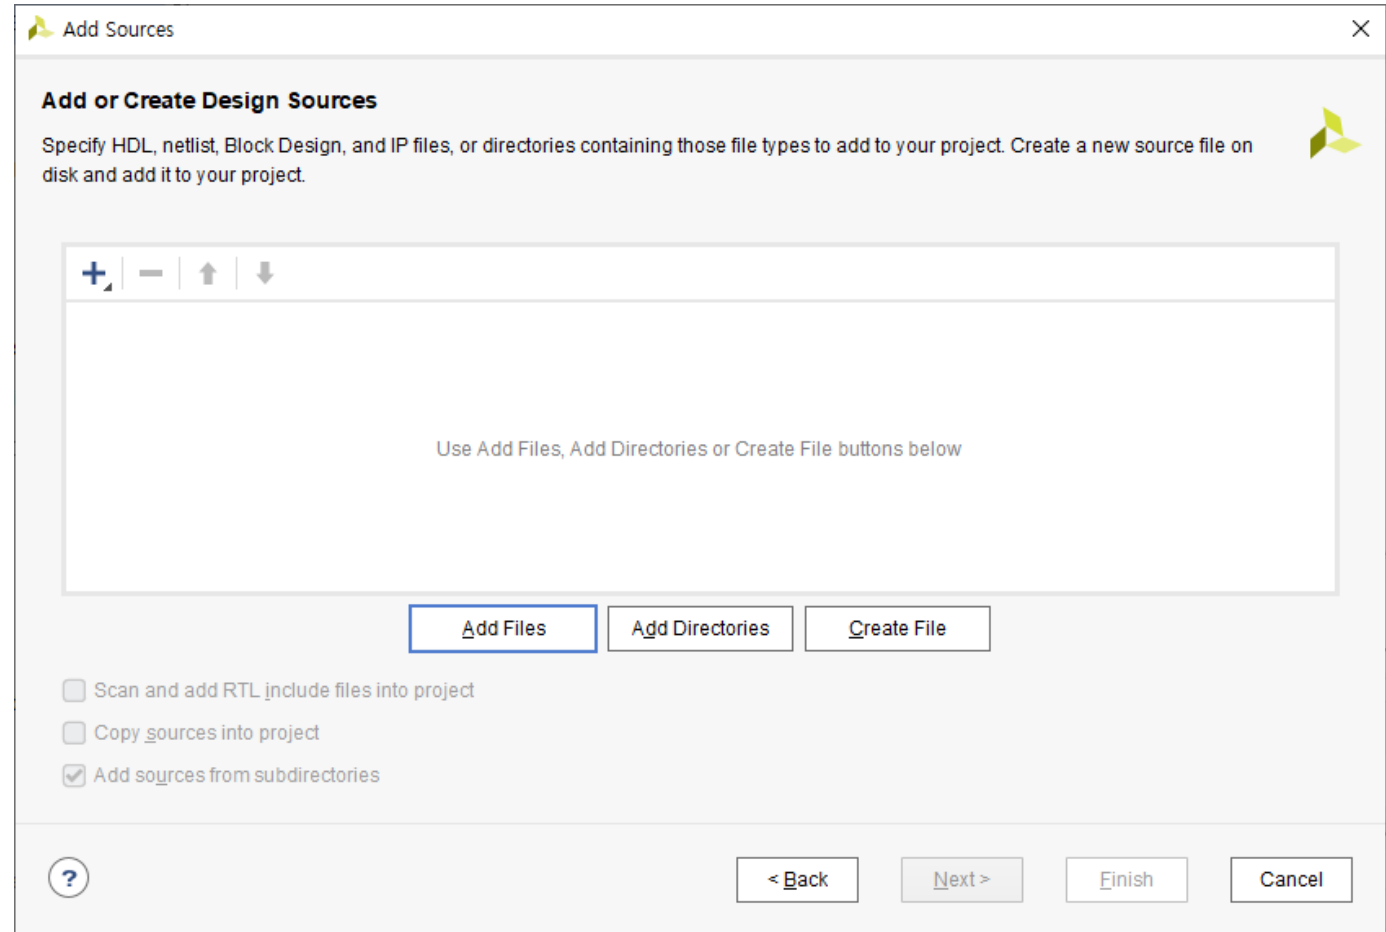 Add Sources
Add or Create Design Sources
Specify HDL, netlist, Block Design, and IP files, or directories containing those file types to add to your project. Create a new source file on
disk and add it to your project.
Use Add Files, Add Directories or Create File buttons below
Add Files
Add Directories
Create File
Scan and add RTL include files into project
Copy sources into project
Add sources from subdirectories
?
< Back
Next >
Finish
Cancel